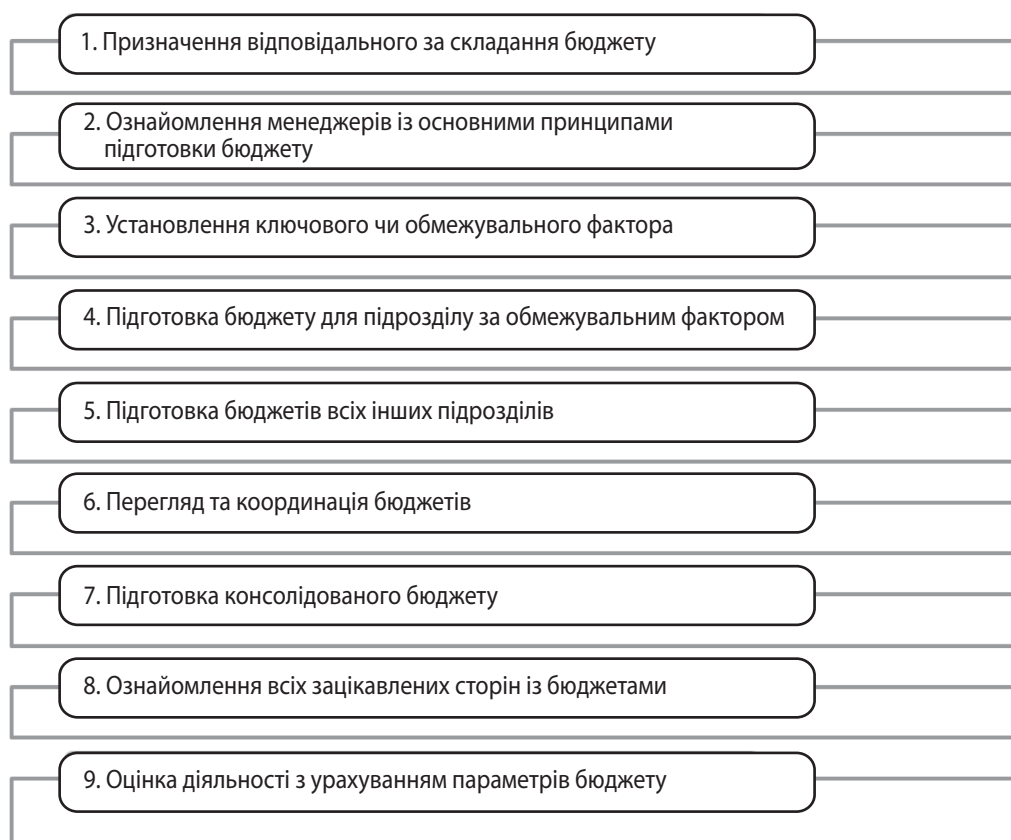 1. Призначення відповідального за складання бюджету
2. Ознайомлення менеджерів із основними принципами
підготовки бюджету
3. Установлення ключового чи обмежувального фактора
4. Підготовка бюджету для підрозділу за обмежувальним фактором
5. Підготовка бюджетів всіх інших підрозділів
6. Перегляд та координація бюджетів
7. Підготовка консолідованого бюджету
8. Ознайомлення всіх зацікавлених сторін із бюджетами
9. Оцінка діяльності з урахуванням параметрів бюджету